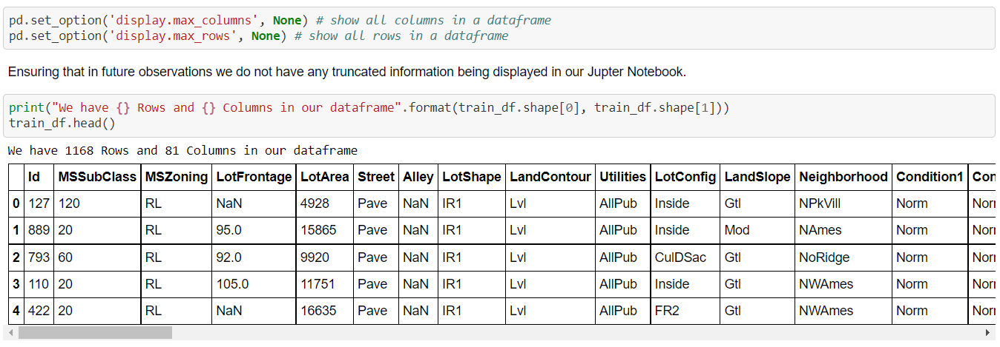 pd.set_option('display.max_columns', None) # show all columns in a dataframe
pd.set_option('display.max_rows', None) # show all rows in a dataframe
Ensuring that in future observations we do not have any truncated information being displayed in our Jupter Notebook.
print("We have {} Rows and {} Columns in our dataframe".format(train_df.shape[0], train_df.shape[1]))
train_df.head()
We have 1168 Rows and 81 Columns in our dataframe
Id MSSubClass MSZoning LotFrontage LotArea Street Alley LotShape LandContour Utilities LotConfig LandSlope Neighborhood Condition1 Con
0 127 120 RL NaN 4928 Pave NaN IR1 Lvl AllPub Inside Gtl NPkVill Norm Nor
1 889 20 RL 95.0 15865 Pave NaN IR1 Lvl AllPub Inside Mod NAmes Norm Nor
2 793 60 RL 92.0 9920 Pave NaN IR1 Lvl AllPub CulDSac Gtl NoRidge Norm Nor
3 110 20 RL 105.0 11751 Pave NaN IR1 Lvl AllPub Inside Gtl NWAmes Norm Nor
4 422 20 RL NaN 16635 Pave NaN IR1 Lvl AllPub FR2 Gtl NWAmes Norm Nor